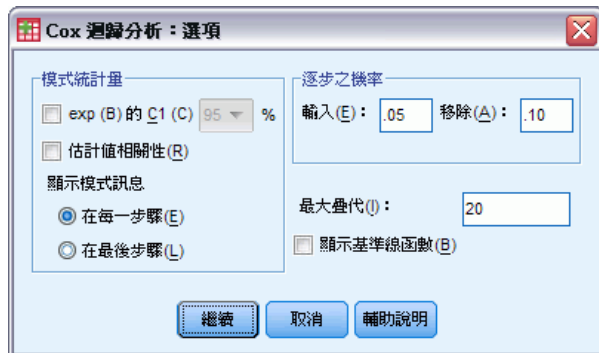 Cox 迴歸分析：選項
模式統計量
exp (B) 的 C1 (C) 95 %
估計值相關性(R)
顯示模式訊息
在每一步驟(E)
在最後步驟(L)
逐步之機率
輸入(E)： .05 移除(A)： .10
最大疊代(I)： 20
顯示基準線函數(B)
繼續 取消 輔助說明